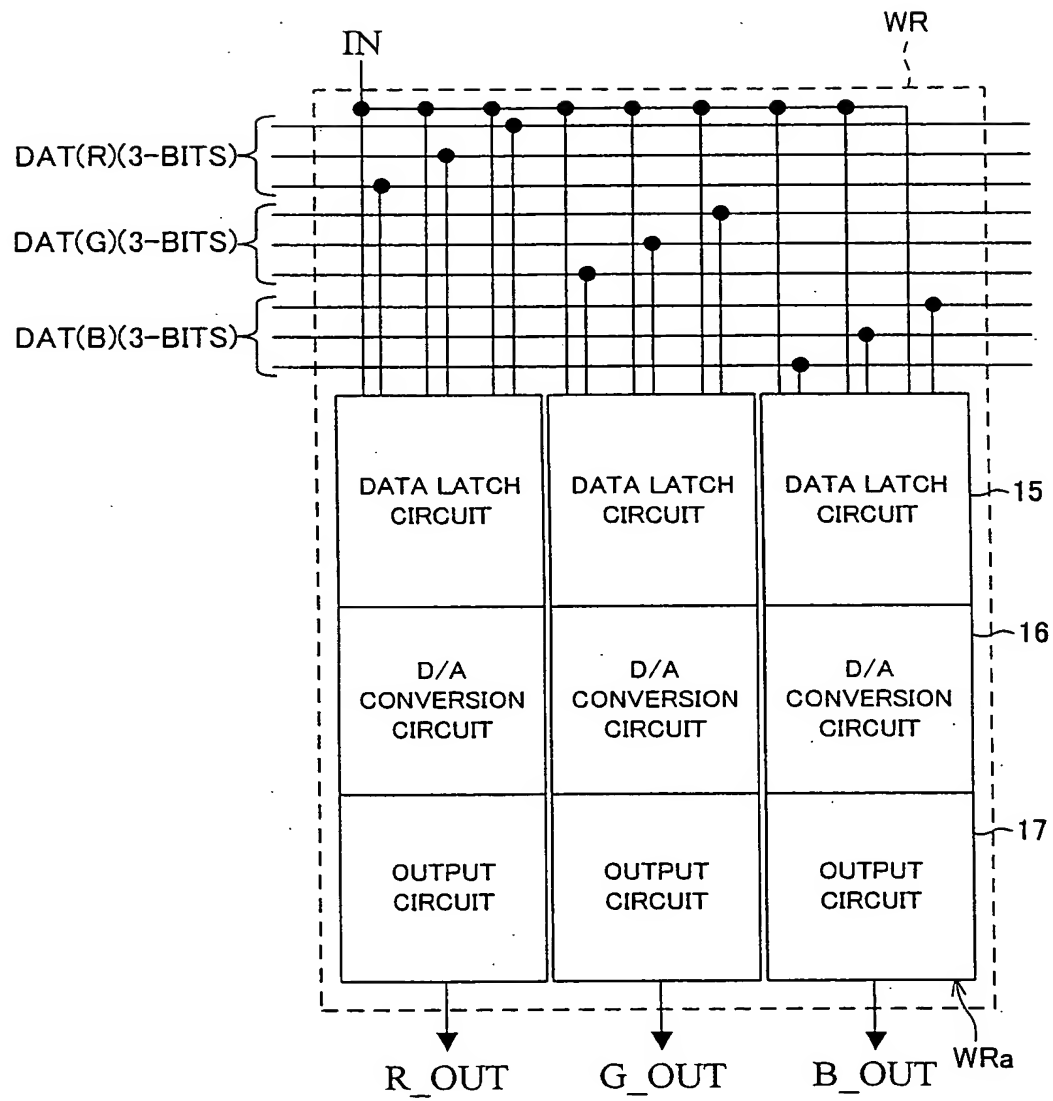 WR
IN
DAT(R)(3-BITS)
DAT(G)(3-BITS)
DAT(B)(3-BITS)
DATA LATCH
CIRCUIT
DATA LATCH
CIRCUIT
DATA LATCH
CIRCUIT
15
D/A
CONVERSION
CIRCUIT
D/A
CONVERSION
CIRCUIT
D/A
CONVERSION
CIRCUIT
16
OUTPUT
CIRCUIT
OUTPUT
CIRCUIT
OUTPUT
CIRCUIT
17
R_OUT
G_OUT
B_OUT
WRa